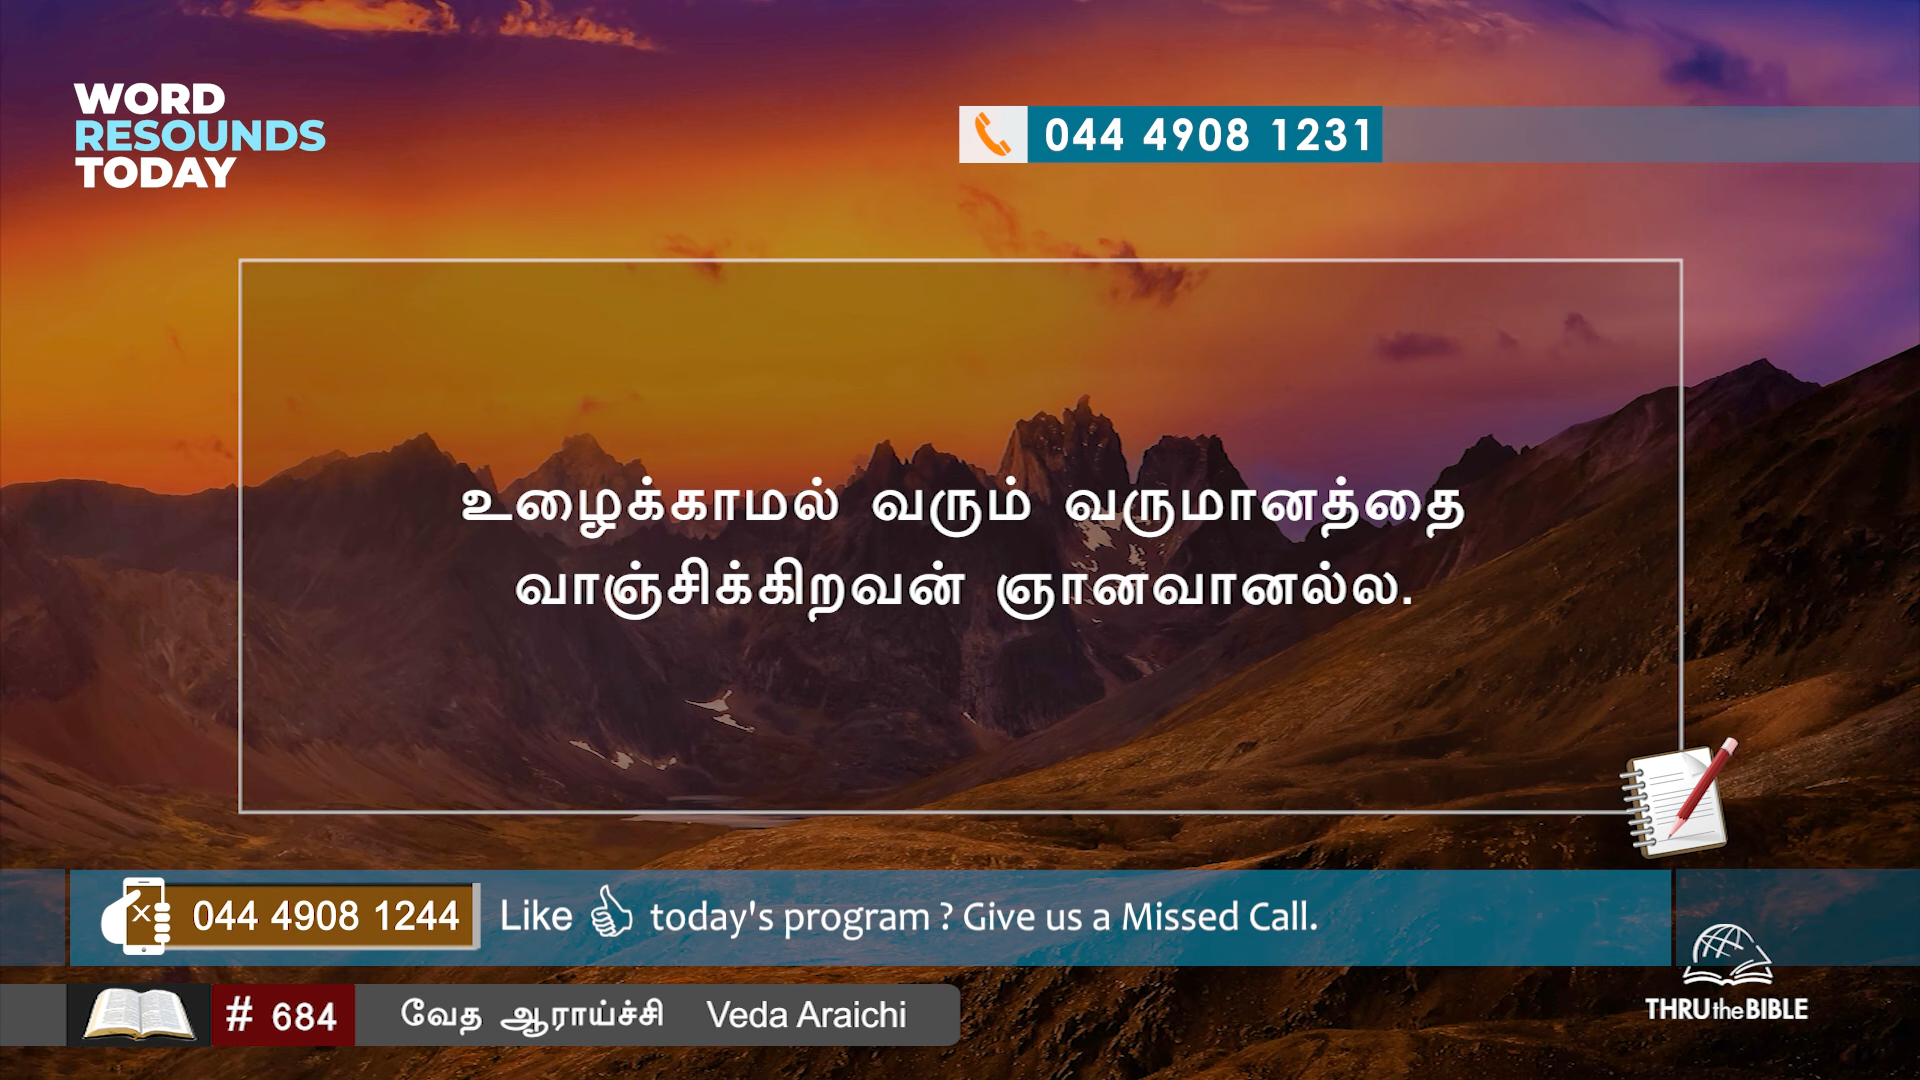 WORD
RESOUNDS
TODAY
044 4908 1231
உழைக்காமல் வரும் வருமானத்தை
வாஞ்சிக்கிறவன் ஞானவானல்ல.
044 4908 1244 Like today's program ? Give us a Missed Call.
# 684 வேத ஆராய்ச்சி Veda Araichi
THRU the BIBLE